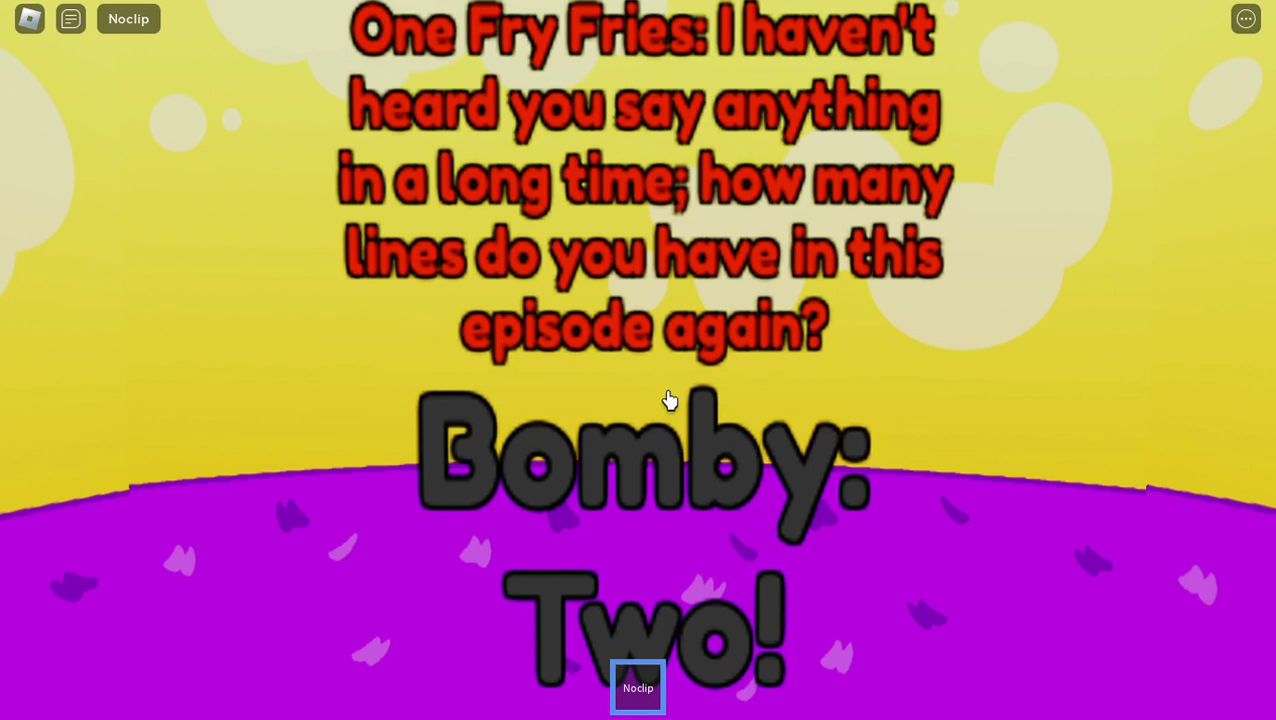 Noclip
One Fry Fries: I haven't
heard you say anything
in a long time; how many
lines do you have in this
episode again?
Bomby:
Two!
Noclip